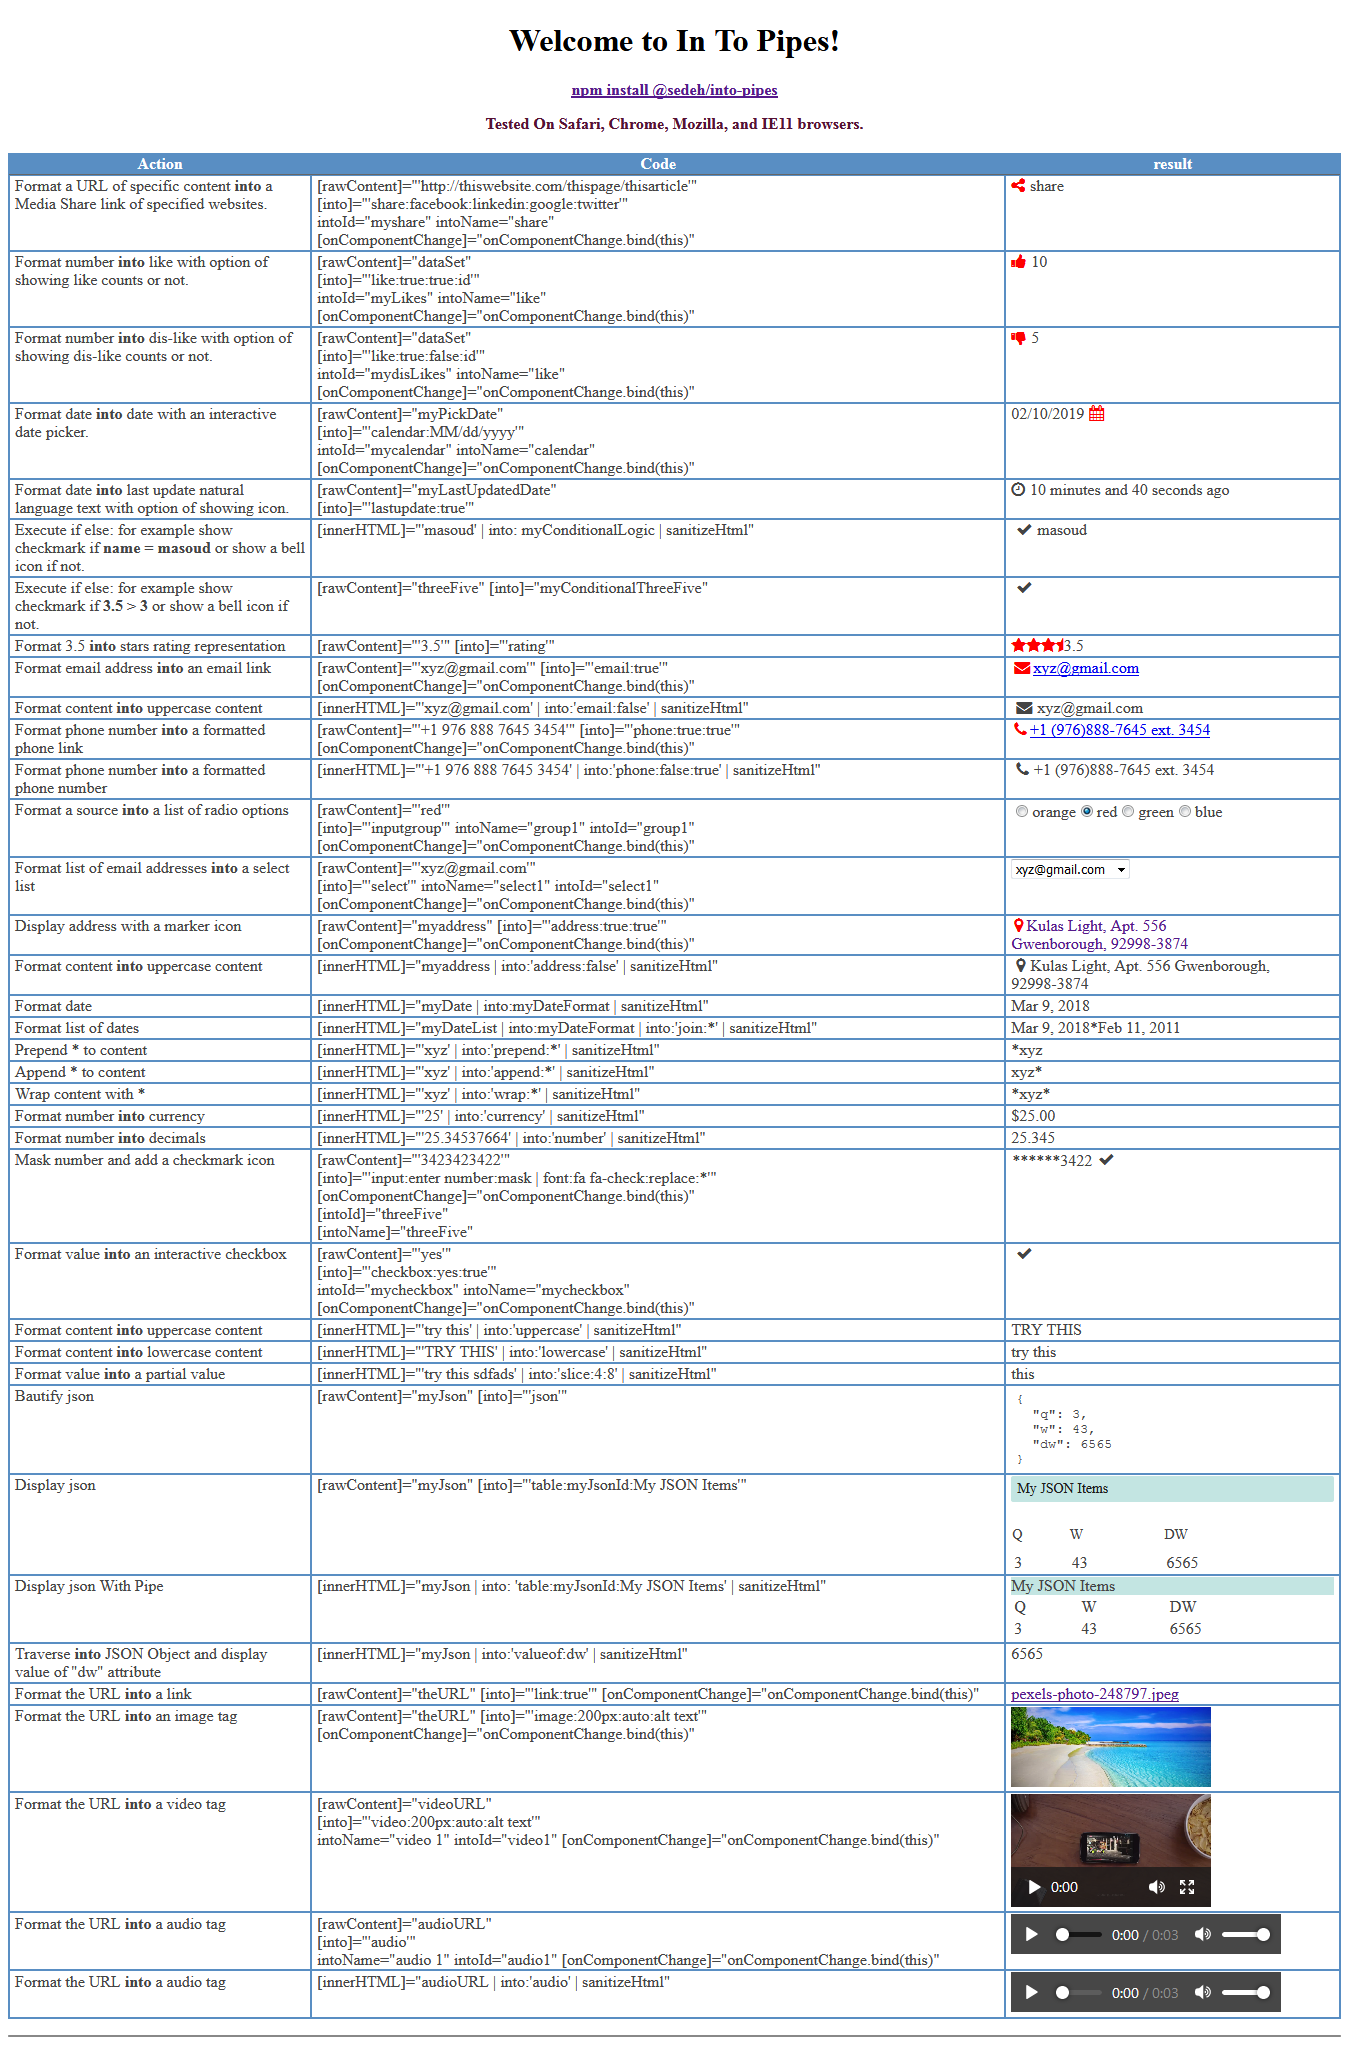 Welcome to In To Pipes!
npm install @sedeh/into-pipes
Tested On Safari, Chrome, Mozilla, and IE11 browsers.
Action Code result
Format a URL of specific content into a
Media Share link of specified websites.
[rawContent]="'http://thiswebsite.com/thispage/thisarticle'"
[into]="'share:facebook:linkedin:google:twitter'"
intoId="myshare" intoName="share"
[onComponentChange]="onComponentChange.bind(this)"
share
Format number into like with option of
showing like counts or not.
[rawContent]="dataSet"
[into]="'like:true:true:id'"
intoId="myLikes" intoName="like"
[onComponentChange]="onComponentChange.bind(this)"
10
Format number into dis-like with option of
showing dis-like counts or not.
[rawContent]="dataSet"
[into]="'like:true:false:id'"
intoId="mydisLikes" intoName="like"
[onComponentChange]="onComponentChange.bind(this)"
5
Format date into date with an interactive
date picker.
[rawContent]="myPickDate"
[into]="'calendar:MM/dd/yyyy'"
intoId="mycalendar" intoName="calendar"
[onComponentChange]="onComponentChange.bind(this)"
02/10/2019
Format date into last update natural
language text with option of showing icon.
[rawContent]="myLastUpdatedDate"
[into]="'lastupdate:true'"
10 minutes and 40 seconds ago
Execute if else: for example show
checkmark if name = masoud or show a bell
icon if not.
[innerHTML]="'masoud' | into: myConditionalLogic | sanitizeHtml"
masoud
Execute if else: for example show
checkmark if 3.5 > 3 or show a bell icon if
not.
[rawContent]="threeFive" [into]="myConditionalThreeFive"
Format 3.5 into stars rating representation
[rawContent]="'3.5'" [into]="'rating'"
3.5
Format email address into an email link
[rawContent]="'xyz@gmail.com'" [into]="'email:true'"
[onComponentChange]="onComponentChange.bind(this)"
xyz@gmail.com
Format content into uppercase content
[innerHTML]="'xyz@gmail.com' | into:'email:false' | sanitizeHtml"
xyz@gmail.com
Format phone number into a formatted
phone link
[rawContent]="'+1 976 888 7645 3454'" [into]="'phone:true:true'"
[onComponentChange]="onComponentChange.bind(this)"
+1 (976)888-7645 ext. 3454
Format phone number into a formatted
phone number
[innerHTML]="'+1 976 888 7645 3454' | into:'phone:false:true' | sanitizeHtml"
+1 (976)888-7645 ext. 3454
Format a source into a list of radio options
[rawContent]="'red'"
[into]="'inputgroup'" intoName="group1" intoId="group1"
[onComponentChange]="onComponentChange.bind(this)"
orange red green blue
Format list of email addresses into a select
list
[rawContent]="'xyz@gmail.com'"
[into]="'select'" intoName="select1" intoId="select1"
[onComponentChange]="onComponentChange.bind(this)"
xyz@gmail.com
Display address with a marker icon
[rawContent]="myaddress" [into]="'address:true:true'"
[onComponentChange]="onComponentChange.bind(this)"
Kulas Light, Apt. 556
Gwenborough, 92998-3874
Format content into uppercase content
[innerHTML]="myaddress | into:'address:false' | sanitizeHtml"
Kulas Light, Apt. 556 Gwenborough,
92998-3874
Format date
[innerHTML]="myDate | into:myDateFormat | sanitizeHtml"
Mar 9, 2018
Format list of dates
[innerHTML]="myDateList | into:myDateFormat | into:'join:*' | sanitizeHtml"
Mar 9, 2018*Feb 11, 2011
Prepend * to content
[innerHTML]="'xyz' | into:'prepend:*' | sanitizeHtml"
*xyz
Append * to content
[innerHTML]="'xyz' | into:'append:*' | sanitizeHtml"
xyz*
Wrap content with *
[innerHTML]="'xyz' | into:'wrap:*' | sanitizeHtml"
*xyz*
Format number into currency
[innerHTML]="'25' | into:'currency' | sanitizeHtml"
$25.00
Format number into decimals
[innerHTML]="'25.34537664' | into:'number' | sanitizeHtml"
25.345
Mask number and add a checkmark icon
[rawContent]="'3423423422'"
[into]="'input:enter number:mask | font:fa fa-check:replace:*'"
[onComponentChange]="onComponentChange.bind(this)"
[intoId]="threeFive"
[intoName]="threeFive"
******3422
Format value into an interactive checkbox
[rawContent]="'yes'"
[into]="'checkbox:yes:true'"
intoId="mycheckbox" intoName="mycheckbox"
[onComponentChange]="onComponentChange.bind(this)"
Format content into uppercase content
[innerHTML]="'try this' | into:'uppercase' | sanitizeHtml"
TRY THIS
Format content into lowercase content
[innerHTML]="'TRY THIS' | into:'lowercase' | sanitizeHtml"
try this
Format value into a partial value
[innerHTML]="'try this sdfads' | into:'slice:4:8' | sanitizeHtml"
this
Bautify json
[rawContent]="myJson" [into]="'json'"
{
"q": 3,
"w": 43,
"dw": 6565
}
Display json
[rawContent]="myJson" [into]="'table:myJsonId:My JSON Items'"
My JSON Items
Q W DW
3 43 6565
Display json With Pipe
[innerHTML]="myJson | into: 'table:myJsonId:My JSON Items' | sanitizeHtml"
My JSON Items
Q W DW
3 43 6565
Traverse into JSON Object and display
value of "dw" attribute
[innerHTML]="myJson | into:'valueof:dw' | sanitizeHtml"
6565
Format the URL into a link
[rawContent]="theURL" [into]="'link:true'" [onComponentChange]="onComponentChange.bind(this)"
pexels-photo-248797.jpeg
Format the URL into an image tag
[rawContent]="theURL" [into]="'image:200px:auto:alt text'"
[onComponentChange]="onComponentChange.bind(this)"
Format the URL into a video tag
[rawContent]="videoURL"
[into]="'video:200px:auto:alt text'"
intoName="video 1" intoId="video1" [onComponentChange]="onComponentChange.bind(this)"
0:00
Format the URL into a audio tag
[rawContent]="audioURL"
[into]="'audio'"
intoName="audio 1" intoId="audio1" [onComponentChange]="onComponentChange.bind(this)"
0:00 / 0:03
Format the URL into a audio tag
[innerHTML]="audioURL | into:'audio' | sanitizeHtml"
0:00 / 0:03